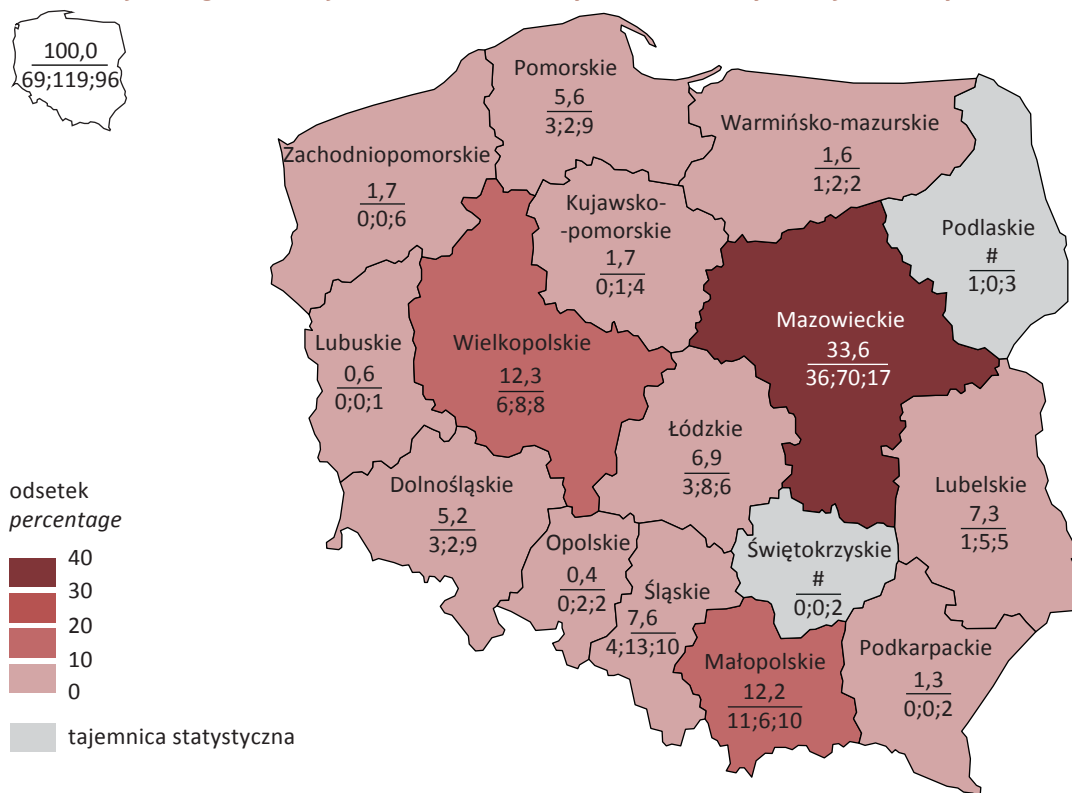 100,0
69;119;96
Pomorskie
5,6
3;2;9
Warmińsko-mazurskie
1,6
1;2;2
Zachodniopomorskie
1,7
0;0;6
Kujawsko-
-pomorskie
1,7
0;1;4
Podlaskie
#
1;0;3
Mazowieckie
33,6
36;70;17
Lubuskie
0,6
0;0;1
Wielkopolskie
12,3
6;8;8
Łódzkie
6,9
3;8;6
Lubelskie
7,3
1;5;5
Dolnośląskie
5,2
3;2;9
Opolskie
0,4
0;2;2
Śląskie
7,6
4;13;10
Świętokrzyskie
#
0;0;2
Małopolskie
12,2
11;6;10
Podkarpackie
1,3
0;0;2
odsetek
percentage
40
30
20
10
0
tajemnica statystyczna